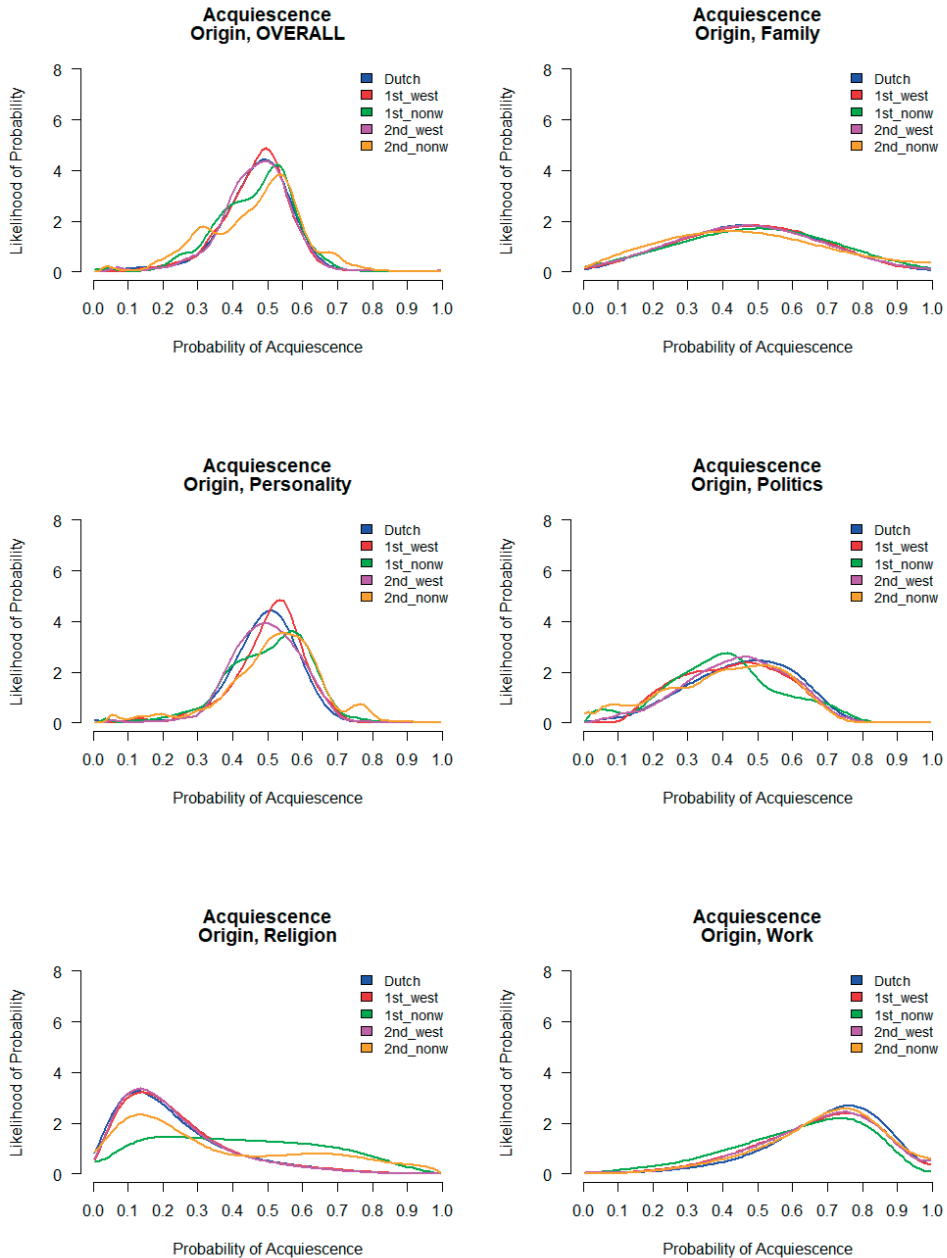 Acquiescence
Origin, OVERALL
8
6
4
2
0
Likelihood of Probability
Dutch
1st_west
1st_nonw
2nd_west
2nd_nonw
0.0 0.1 0.2 0.3 0.4 0.5 0.6 0.7 0.8 0.9 1.0
Probability of Acquiescence
Acquiescence
Origin, Family
8
6
4
2
0
Likelihood of Probability
Dutch
1st_west
1st_nonw
2nd_west
2nd_nonw
0.0 0.1 0.2 0.3 0.4 0.5 0.6 0.7 0.8 0.9 1.0
Probability of Acquiescence
Acquiescence
Origin, Personality
8
6
4
2
0
Likelihood of Probability
Dutch
1st_west
1st_nonw
2nd_west
2nd_nonw
0.0 0.1 0.2 0.3 0.4 0.5 0.6 0.7 0.8 0.9 1.0
Probability of Acquiescence
Acquiescence
Origin, Politics
8
6
4
2
0
Likelihood of Probability
Dutch
1st_west
1st_nonw
2nd_west
2nd_nonw
0.0 0.1 0.2 0.3 0.4 0.5 0.6 0.7 0.8 0.9 1.0
Probability of Acquiescence
Acquiescence
Origin, Religion
8
6
4
2
0
Likelihood of Probability
Dutch
1st_west
1st_nonw
2nd_west
2nd_nonw
0.0 0.1 0.2 0.3 0.4 0.5 0.6 0.7 0.8 0.9 1.0
Probability of Acquiescence
Acquiescence
Origin, Work
8
6
4
2
0
Likelihood of Probability
Dutch
1st_west
1st_nonw
2nd_west
2nd_nonw
0.0 0.1 0.2 0.3 0.4 0.5 0.6 0.7 0.8 0.9 1.0
Probability of Acquiescence